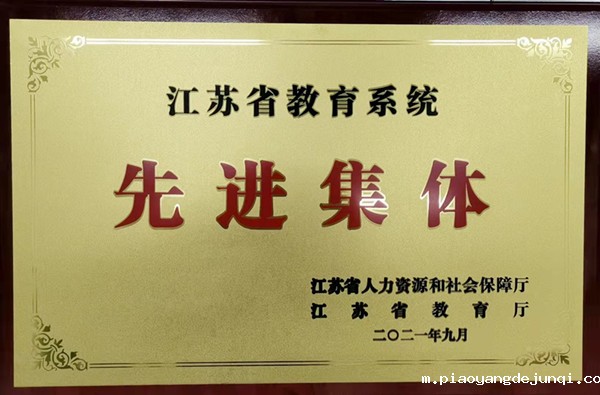 江苏省教育系统
先进集体
江苏省人力资源和社会保障厅
江苏省教育厅
二〇二一年九月
m.piaoyangdejunqi.co